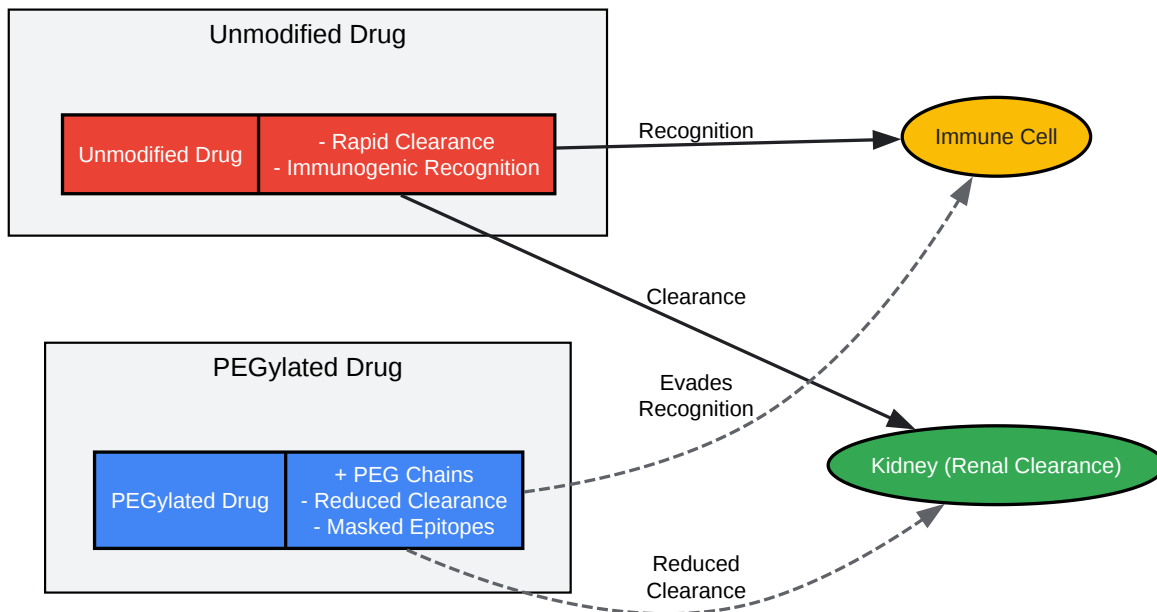 Unmodified Drug
Unmodified Drug
- Rapid Clearance
- Immunogenic Recognition
Recognition
Immune Cell
Clearance
PEGylated Drug
Evades
Recognition
Kidney (Renal Clearance)
PEGylated Drug
+ PEG Chains
- Reduced Clearance
- Masked Epitopes
Reduced
Clearance